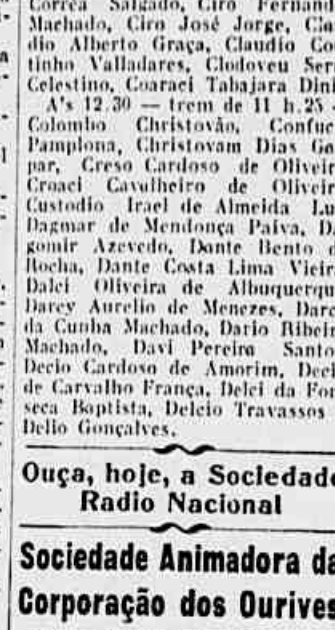 Corrêa Salgado, Ciro Fernand
Machado, Ciro José Jorge, Cla
dio Alberto Graça, Claudio Co
tinho Valladares, Clodoveu Ser
Celestino, Coaraci Tabajara Dini
A's 12.30 — trem de 11 h.25
Colombo Christovão, Confuc
Pamplona, Christovam Dias Ga
par, Creso Cardoso de Oliveir
Croaci Cavalheiro de Oliveir
Custodio Irael de Almeida Lu
Dagmar de Mendonça Paiva, D
gomir Azevedo, Dante Bento d
Rocha, Dante Costa Lima Vieir
Dalci Oliveira de Albuquerqu
Darcy Aurelio de Menezes, Darc
da Cunha Machado, Dario Ribeir
Machado, Davi Pereira Santo
Decio Cardoso de Amorim, Deci
de Carvalho França, Delci da Fon
seca Baptista, Delcio Travassos
Delio Gonçalves.
Ouça, hoje, a Sociedade
Radio Nacional
Sociedade Animadora da
Corporação dos Ourives